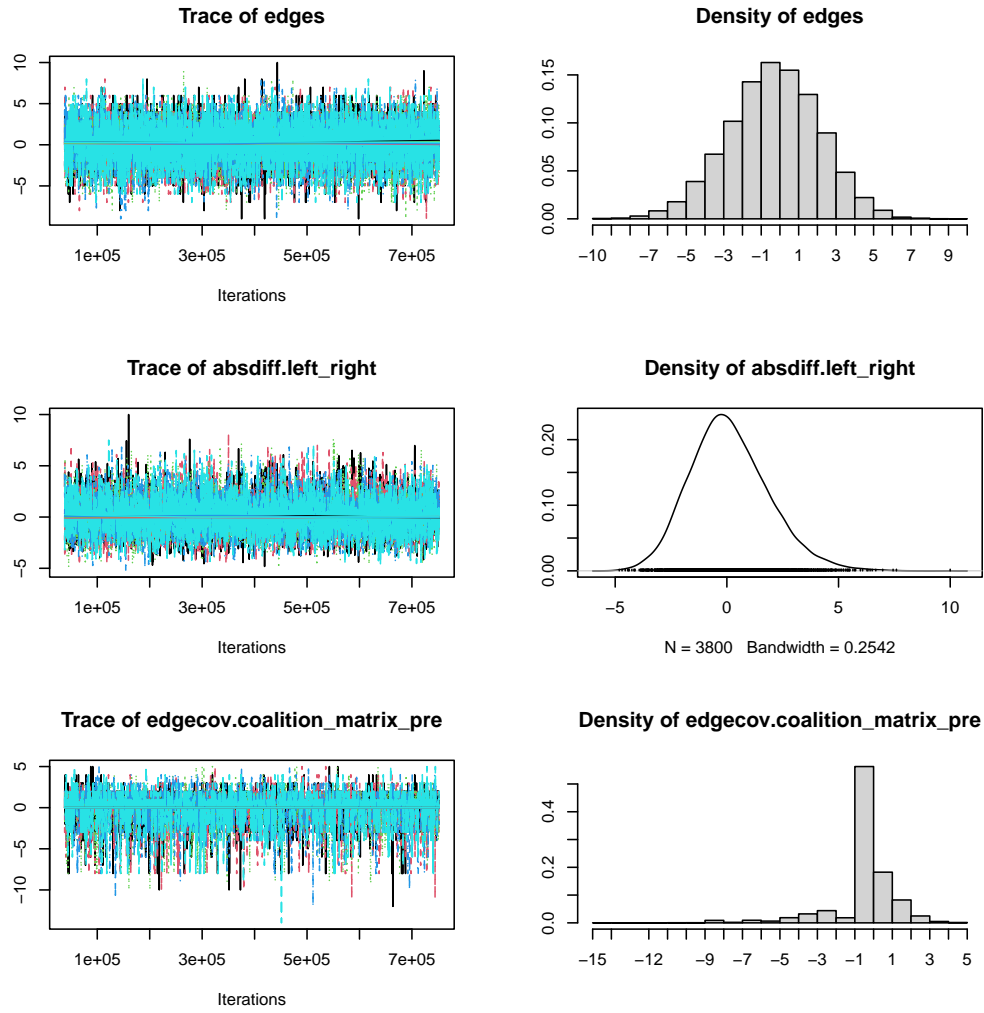 Trace of edges
10
5
0
−5
1e+05 3e+05 5e+05 7e+05
Iterations
Density of edges
0.15
0.10
0.05
0.00
−10 −7 −5 −3 −1 1 3 5 7 9
Trace of absdiff.left_right
10
5
0
−5
1e+05 3e+05 5e+05 7e+05
Iterations
Density of absdiff.left_right
0.20
0.10
0.00
−5 0 5 10
N = 3800 Bandwidth = 0.2542
Trace of edgecov.coalition_matrix_pre
5
0
−5
−10
1e+05 3e+05 5e+05 7e+05
Iterations
Density of edgecov.coalition_matrix_pre
0.4
0.2
0.0
−15 −12 −9 −7 −5 −3 −1 1 3 5